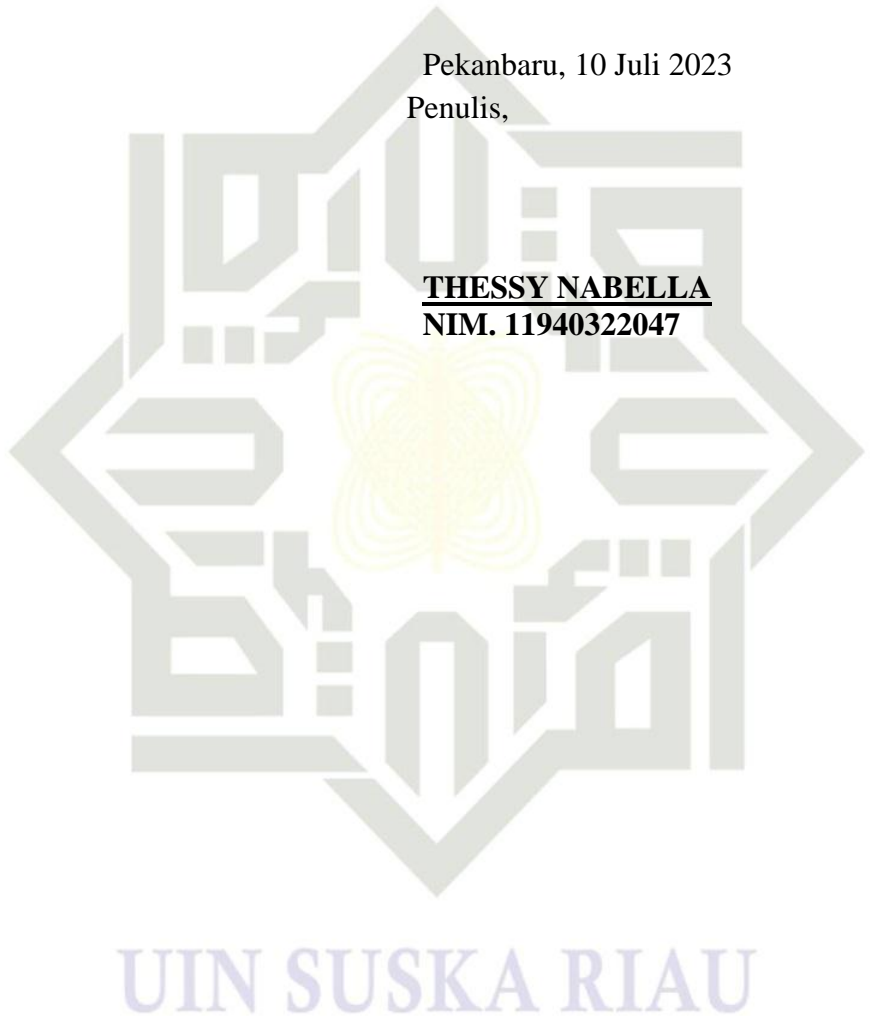 Pekanbaru, 10 Juli 2023
Penulis,
THESSY NABELLA
NIM. 11940322047
UIN SUSKA RIAU